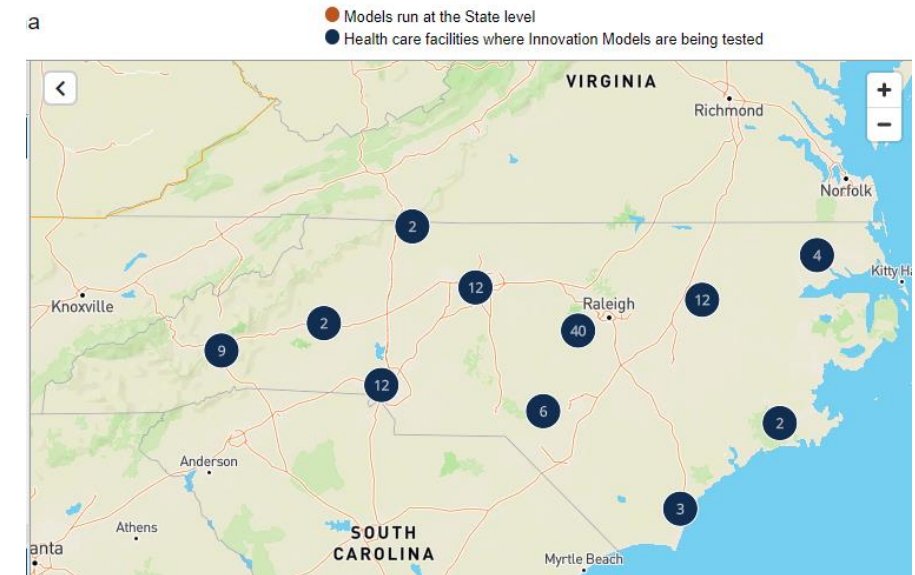 a
Models run at the State level
Health care facilities where Innovation Models are being tested
<
VIRGINIA
+
−
Richmond
Norfolk
2
4
Kitty Ha
12
12
Knoxville
Raleigh
2
40
9
12
6
2
Anderson
3
Athens
SOUTH
CAROLINA
anta
Myrtle Beach